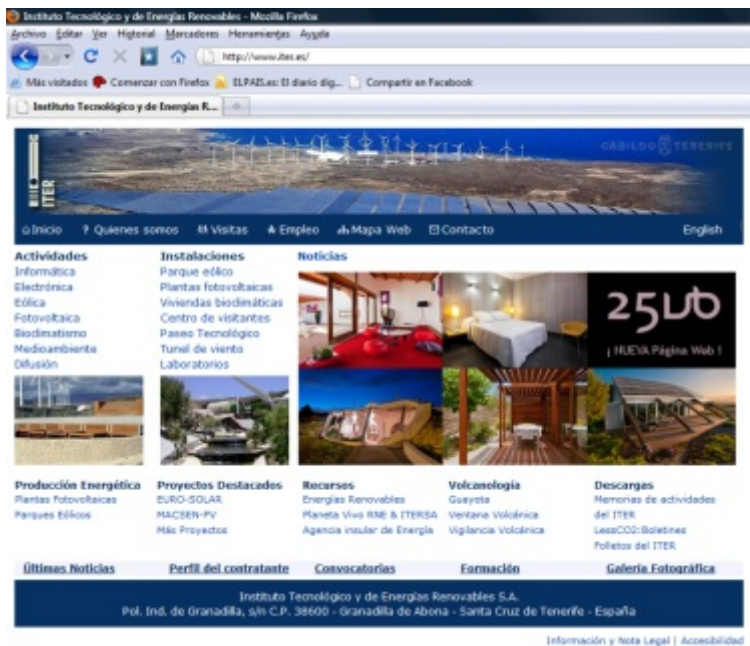 Instituto Tecnológico y de Energías Renovables - Mozilla Firefox
Archivo Editar Ver Historial Marcadores Herramientas Ayuda
http://www.iter.es/
Más visitados Comenzar con Firefox ELPAÍS.es: El diario dig... Compartir en Facebook
Instituto Tecnológico y de Energías R...
ITER
CABILDO TENERIFE
Inicio ? Quienes somos Visitas Empleo Mapa Web Contacto English
Actividades
Informática
Electrónica
Eólica
Fotovoltaica
Bioclimatismo
Medioambiente
Difusión
Instalaciones
Parque eólico
Plantas fotovoltaicas
Viviendas bioclimáticas
Centro de visitantes
Paseo Tecnológico
Tunel de viento
Laboratorios
Noticias
¡ NUEVA Página Web !
Producción Energética
Plantas Fotovoltaicas
Parques Eólicos
Proyectos Destacados
EURO-SOLAR
MACSEN-PV
Más Proyectos
Recursos
Energías Renovables
Planeta Vivo RNE & ITERSA
Agencia insular de Energía
Volcanología
Guayota
Ventana Volcánica
Vigilancia Volcánica
Descargas
Memorias de actividades
del ITER
LessCO2: Boletines
Folletos del ITER
Últimas Noticias Perfil del contratante Convocatorias Formación Galería Fotográfica
Instituto Tecnológico y de Energías Renovables S.A.
Pol. Ind. de Granadilla, s/n C.P. 38600 - Granadilla de Abona - Santa Cruz de Tenerife - España
Información y Nota Legal | Accesibilidad